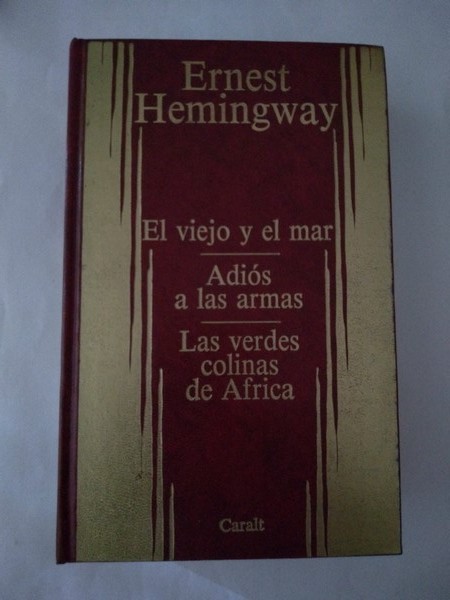 Ernest
Hemingway
El viejo y el mar
Adiós
a las armas
Las verdes
colinas
de Africa
Caralt